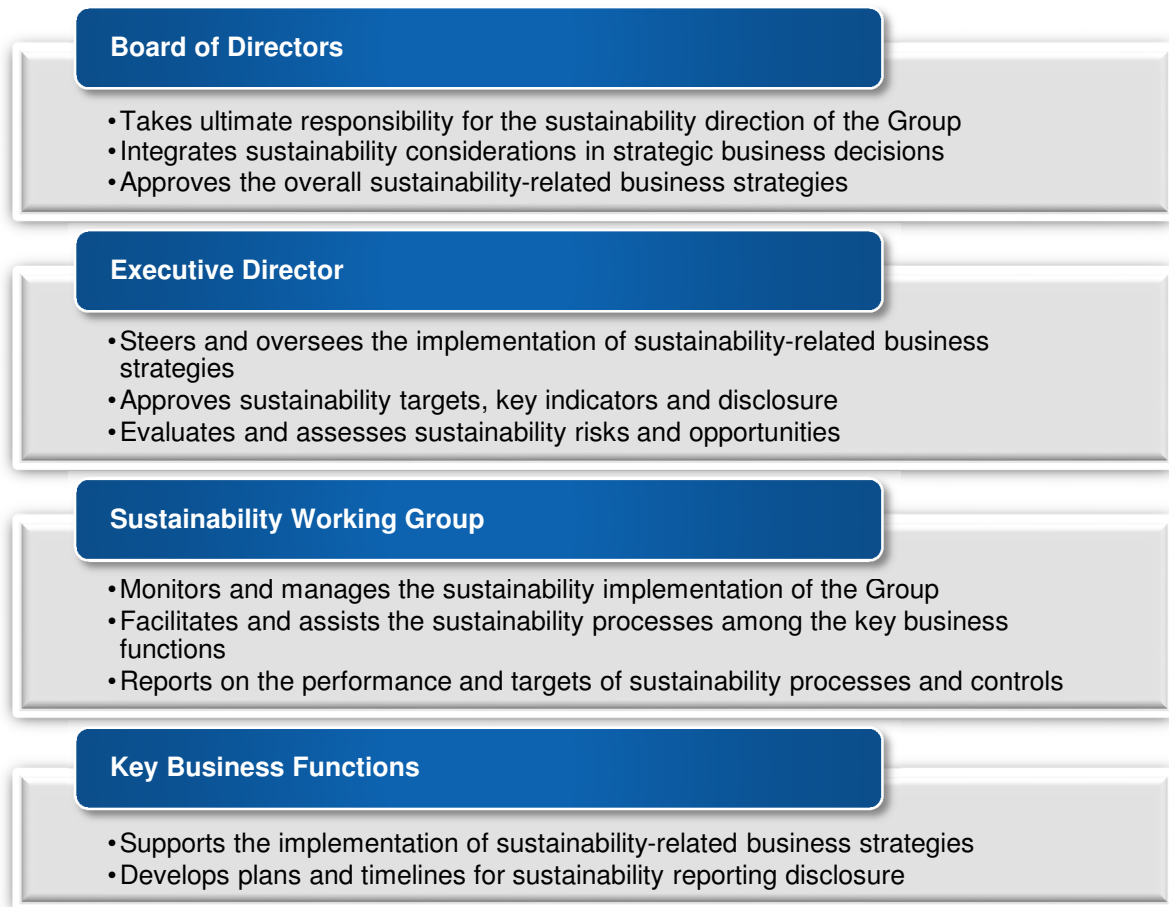 Board of Directors
•Takes ultimate responsibility for the sustainability direction of the Group
•Integrates sustainability considerations in strategic business decisions
•Approves the overall sustainability-related business strategies
Executive Director
•Steers and oversees the implementation of sustainability-related business
strategies
•Approves sustainability targets, key indicators and disclosure
•Evaluates and assesses sustainability risks and opportunities
Sustainability Working Group
•Monitors and manages the sustainability implementation of the Group
•Facilitates and assists the sustainability processes among the key business
functions
•Reports on the performance and targets of sustainability processes and controls
Key Business Functions
•Supports the implementation of sustainability-related business strategies
•Develops plans and timelines for sustainability reporting disclosure